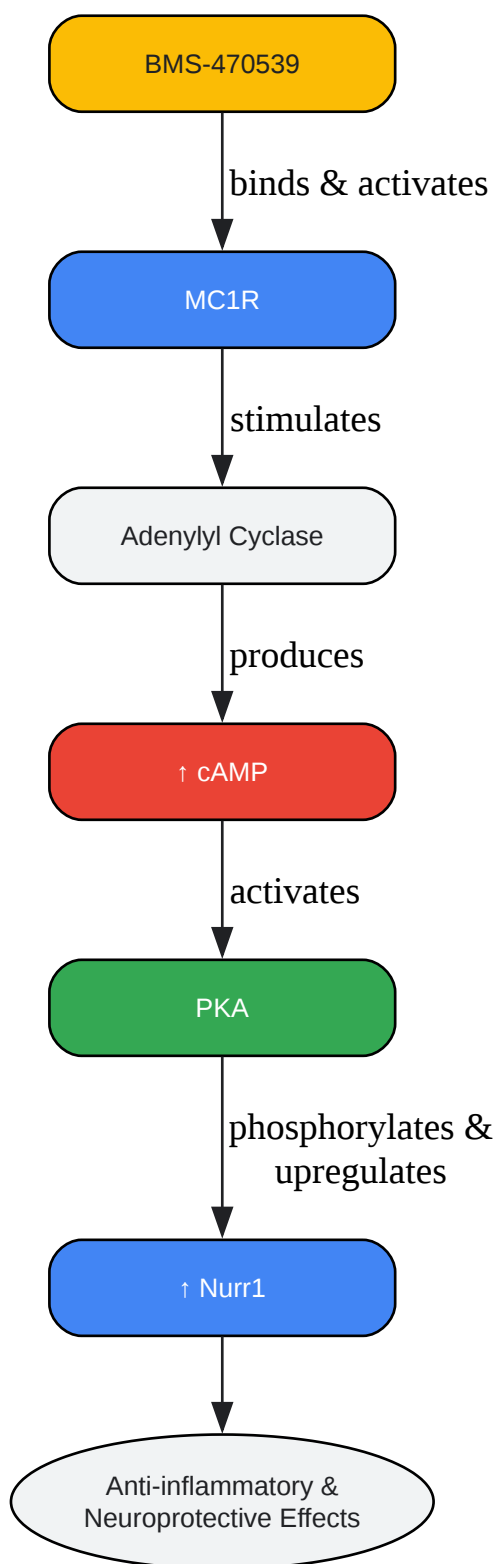 BMS-470539
binds & activates
MC1R
stimulates
Adenylyl Cyclase
produces
↑ cAMP
activates
PKA
phosphorylates &
upregulates
↑ Nurr1
Anti-inflammatory &
Neuroprotective Effects